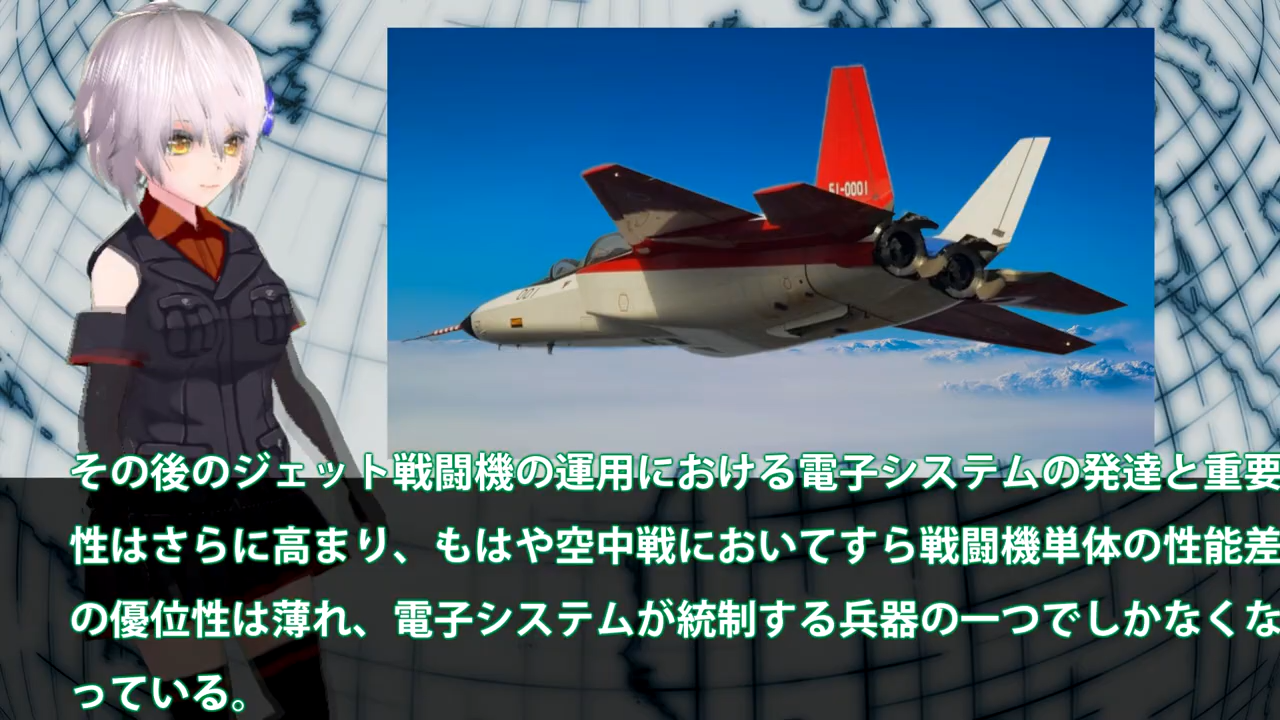 51-0001
001
その後のジェット戦闘機の運用における電子システムの発達と重要
性はさらに高まり、もはや空中戦においてすら戦闘機単体の性能差
の優位性は薄れ、電子システムが統制する兵器の一つでしかなくな
っている。